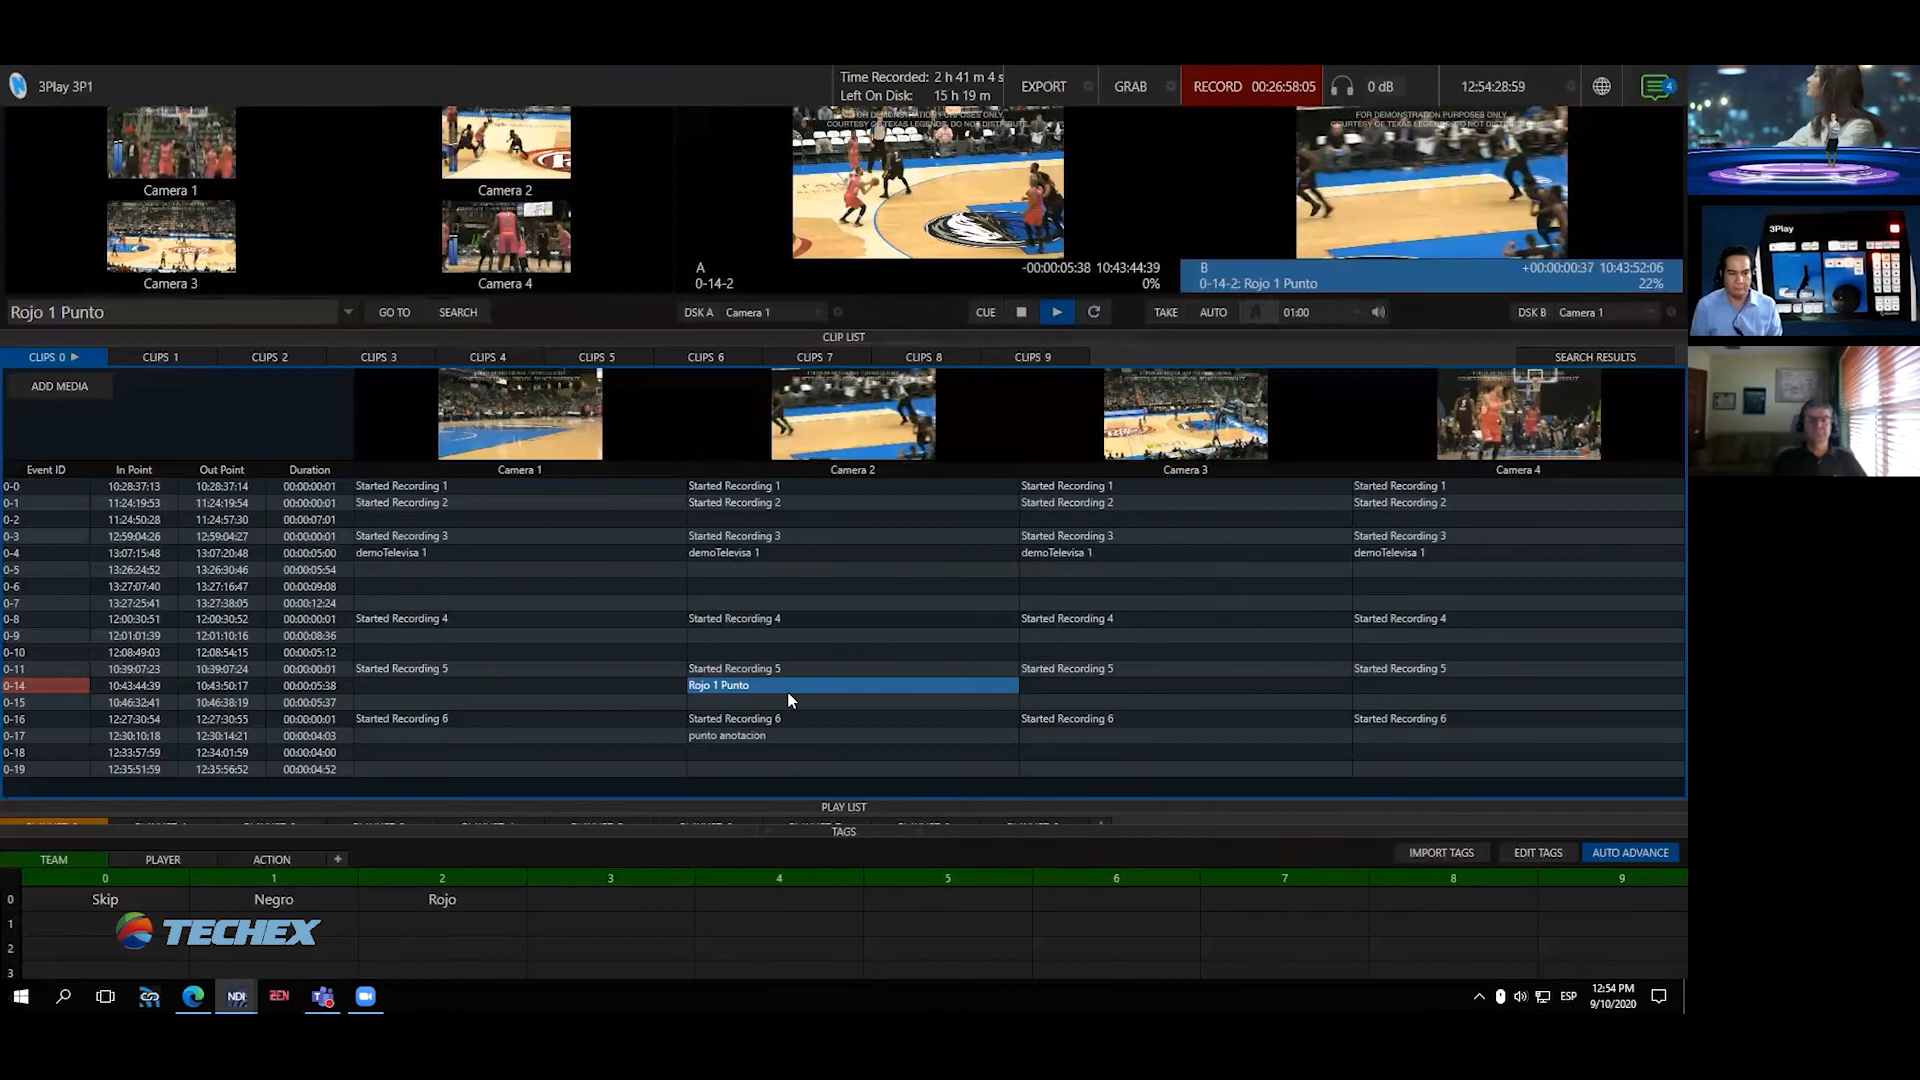 3Play 3P1
Time Recorded: 2 h 41 m 4 s
Left On Disk: 15 h 19 m
EXPORT
GRAB
RECORD 00:26:58:05
0 dB
12:54:28:59
4
Camera 1
Camera 2
Camera 3
Camera 4
FOR DEMONSTRATION PURPOSES ONLY.
COURTESY OF TEXAS LEGENDS, DO NOT DISTRIBUTE
FOR DEMONSTRATION PURPOSES ONLY
COURTESY OF TEXAS LEGENDS, DO NOT DISTRIBUTE
A -00:00:05:38 10:43:44:39
0-14-2 0%
B +00:00:00:37 10:43:52:06
0-14-2: Rojo 1 Punto 22%
3Play
Rojo 1 Punto
GO TO
SEARCH
DSK A Camera 1
CUE
TAKE
AUTO
01:00
DSK B Camera 1
CLIP LIST
CLIPS 0
CLIPS 1
CLIPS 2
CLIPS 3
CLIPS 4
CLIPS 5
CLIPS 6
CLIPS 7
CLIPS 8
CLIPS 9
SEARCH RESULTS
ADD MEDIA
Event ID In Point Out Point Duration Camera 1 Camera 2 Camera 3 Camera 4
0-0 10:28:37:13 10:28:37:14 00:00:00:01 Started Recording 1 Started Recording 1 Started Recording 1 Started Recording 1
0-1 11:24:19:53 11:24:19:54 00:00:00:01 Started Recording 2 Started Recording 2 Started Recording 2 Started Recording 2
0-2 11:24:50:28 11:24:57:30 00:00:07:01
0-3 12:59:04:26 12:59:04:27 00:00:00:01 Started Recording 3 Started Recording 3 Started Recording 3 Started Recording 3
0-4 13:07:15:48 13:07:20:48 00:00:05:00 demoTelevisa 1 demoTelevisa 1 demoTelevisa 1 demoTelevisa 1
0-5 13:26:24:52 13:26:30:46 00:00:05:54
0-6 13:27:07:40 13:27:16:47 00:00:09:08
0-7 13:27:25:41 13:27:38:05 00:00:12:24
0-8 12:00:30:51 12:00:30:52 00:00:00:01 Started Recording 4 Started Recording 4 Started Recording 4 Started Recording 4
0-9 12:01:01:39 12:01:10:16 00:00:08:36
0-10 12:08:49:03 12:08:54:15 00:00:05:12
0-11 10:39:07:23 10:39:07:24 00:00:00:01 Started Recording 5 Started Recording 5 Started Recording 5 Started Recording 5
0-14 10:43:44:39 10:43:50:17 00:00:05:38 Rojo 1 Punto
0-15 10:46:32:41 10:46:38:19 00:00:05:37
0-16 12:27:30:54 12:27:30:55 00:00:00:01 Started Recording 6 Started Recording 6 Started Recording 6 Started Recording 6
0-17 12:30:10:18 12:30:14:21 00:00:04:03 punto anotacion
0-18 12:33:57:59 12:34:01:59 00:00:04:00
0-19 12:35:51:59 12:35:56:52 00:00:04:52
PLAY LIST
TAGS
TEAM
PLAYER
ACTION
+
IMPORT TAGS
EDIT TAGS
AUTO ADVANCE
0 1 2 3 4 5 6 7 8 9
0 Skip Negro Rojo
1
2
3
TECHEX
NDI
ZEN
ESP
12:54 PM
9/10/2020